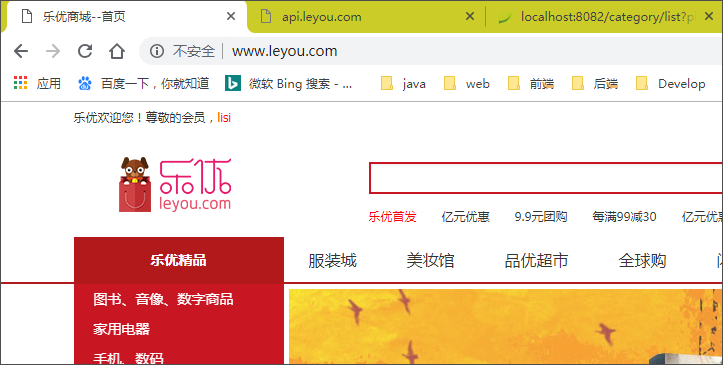 乐优商城--首页 api.leyou.com localhost:8082/category/list?pi
不安全 www.leyou.com
应用 百度一下，你就知道 微软 Bing 搜索 - ... java web 前端 后端 Develop
乐优欢迎您！尊敬的会员，lisi
乐优
leyou.com
乐优首发 亿元优惠 9.9元团购 每满99减30 亿元优惠
乐优精品 服装城 美妆馆 品优超市 全球购
图书、音像、数字商品
家用电器
手机、数码